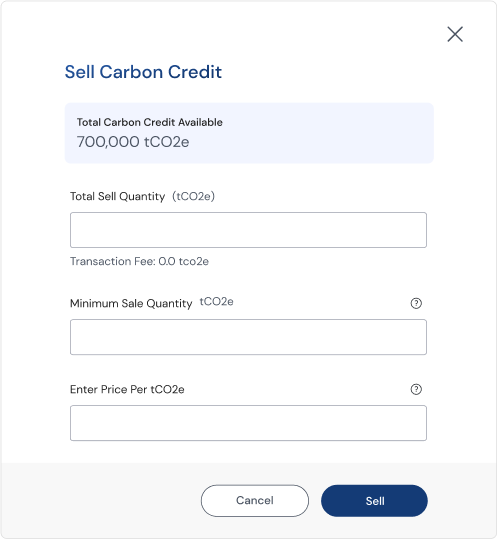 Sell Carbon Credit
Total Carbon Credit Available
700,000 tCO2e
Total Sell Quantity (tCO2e)
Transaction Fee: 0.0 tco2e
Minimum Sale Quantity tCO2e ?
Enter Price Per tCO2e ?
Cancel Sell